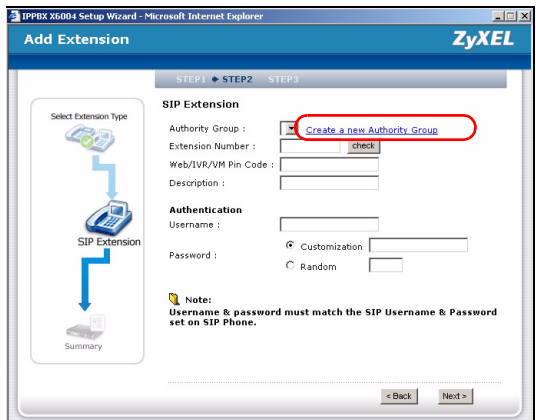 IPPBX X6004 Setup Wizard - Microsoft Internet Explorer
Add Extension
ZyXEL
STEP1 STEP2 STEP3
Select Extension Type
SIP Extension
Summary
SIP Extension
Authority Group : Create a new Authority Group
Extension Number : check
Web/IVR/VM Pin Code :
Description :
Authentication
Username :
Password : Customization
Random
Note:
Username & password must match the SIP Username & Password
set on SIP Phone.
< Back Next >